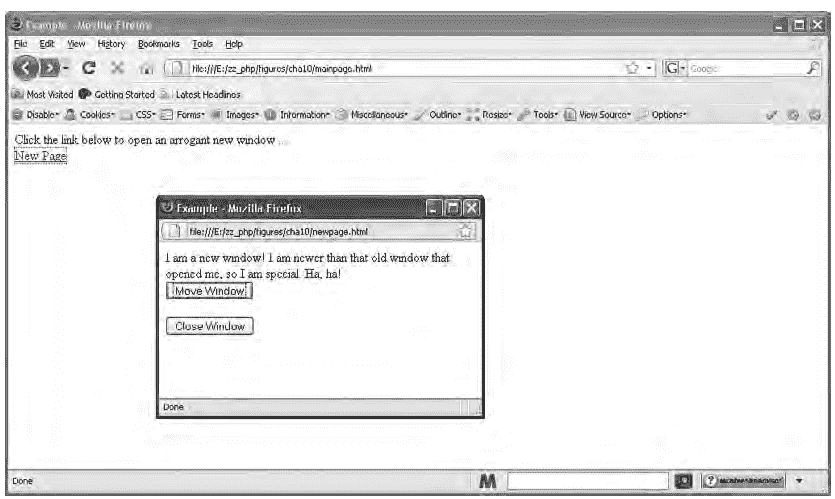 Example - Mozilla Firefox
File Edit View History Bookmarks Tools Help
file:///E:/zz_php/figures/cha10/mainpage.html
G Google
Most Visited Getting Started Latest Headlines
Disable Cookies CSS Forms Images Information Miscellaneous Outline Resize Tools View Source Options
Click the link below to open an arrogant new window ...
New Page
Example - Mozilla Firefox
file:///E:/zz_php/figures/cha10/newpage.html
I am a new window! I am newer than that old window that
opened me, so I am special. Ha, ha!
Move Window
Close Window
Done
Done
M